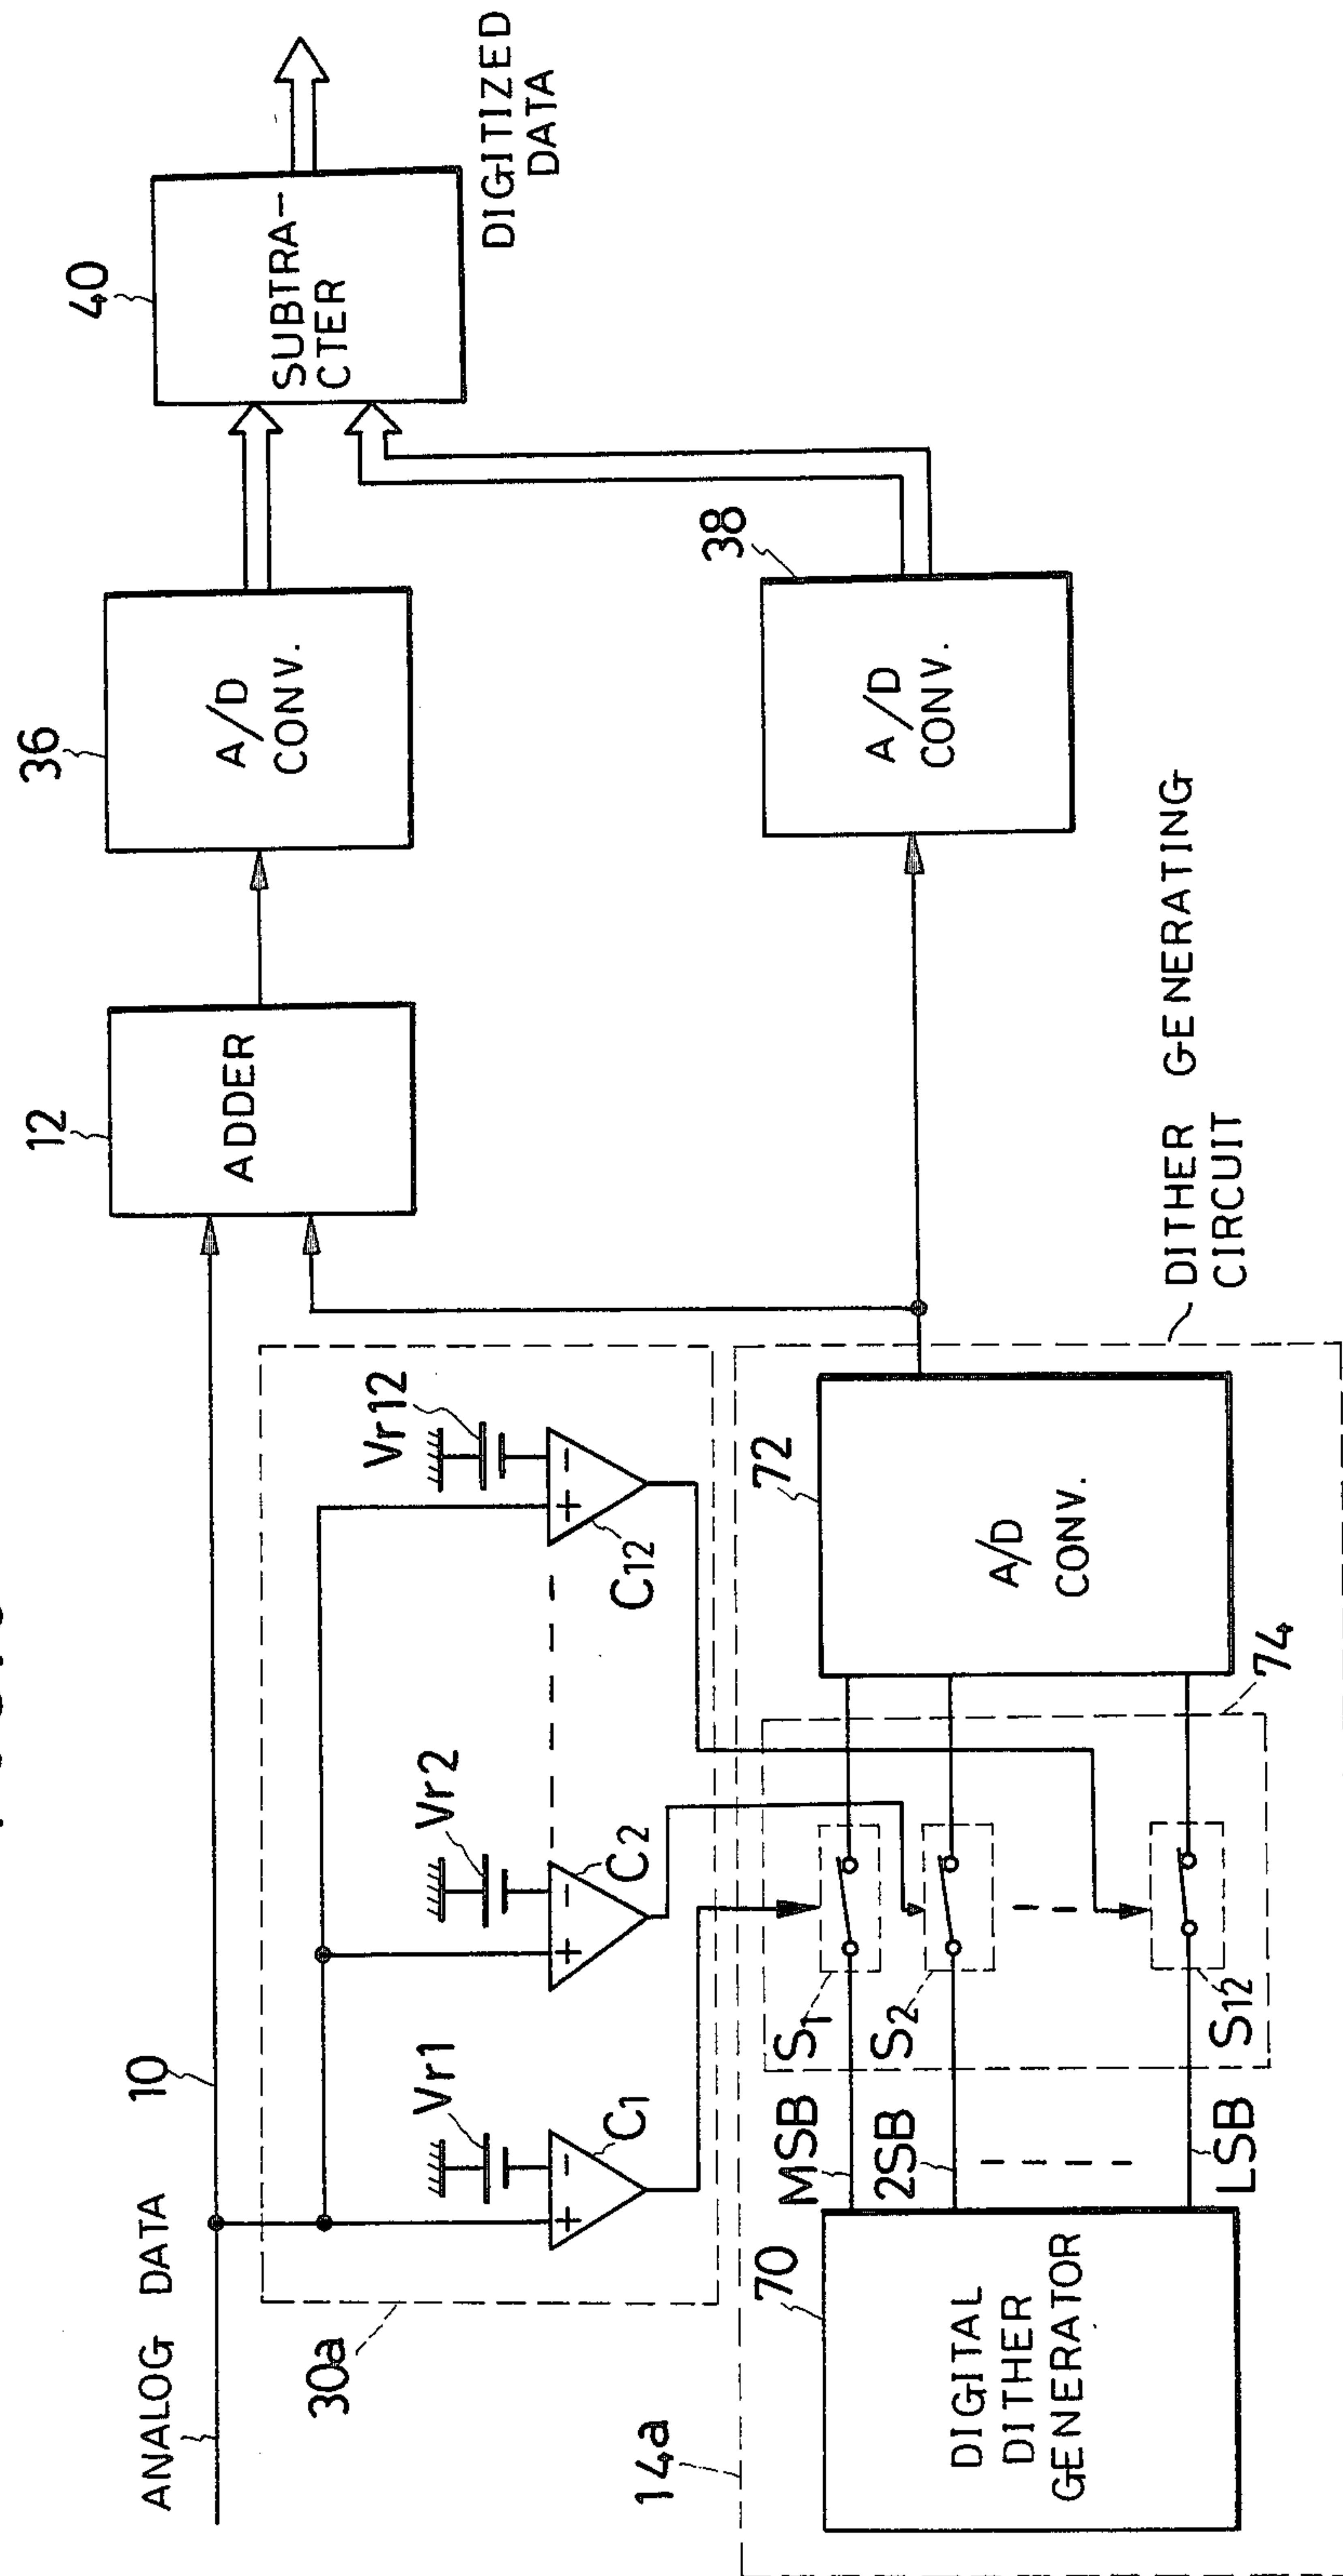 ANALOG DATA
10
12
ADDER
36
A/D
CONV.
40
SUBTRA-
CTER
DIGITIZED
DATA
30a
Vr1
+
-
C1
Vr2
+
-
C2
Vr12
+
-
C12
14a
70
DIGITAL
DITHER
GENERATOR
MSB
2SB
LSB
S1
S2
S12
74
72
A/D
CONV.
DITHER GENERATING
CIRCUIT
38
A/D
CONV.